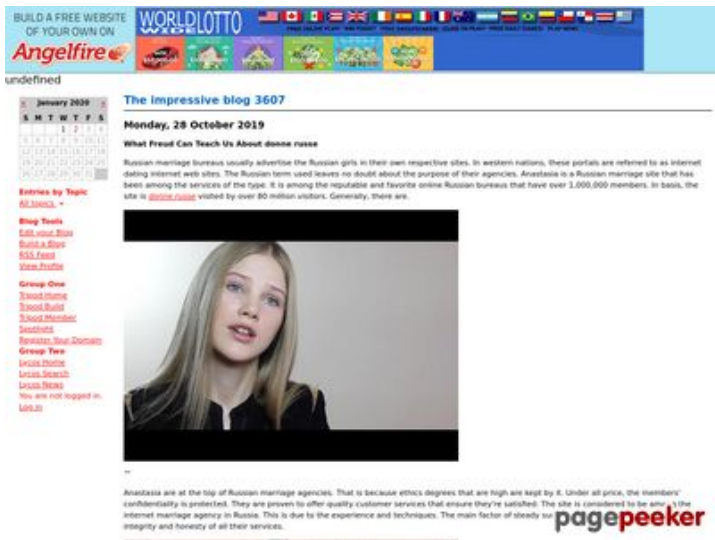 BUILD A FREE WEBSITE
OF YOUR OWN ON
Angelfire
WORLD LOTTO
WIDE
undefined
« January 2020 »
S M T W T F S
1 2 3 4
Entries by Topic
All topics
Blog Tools
Edit your Blog
Build a Blog
RSS Feed
View Profile
Group One
Tripod Home
Tripod Build
Tripod Member
Spotlight
Register Your Domain
Group Two
Lycos Home
Lycos Search
Lycos News
You are not logged in.
Log in
The impressive blog 3607
Monday, 28 October 2019
What Freud Can Teach Us About donne russe
Russian marriage bureaus usually advertise the Russian girls in their own respective sites. In western nations, these portals are referred to as internet
dating internet web sites. The Russian term used leaves no doubt about the purpose of their agencies. Anastasia is a Russian marriage site that has
been among the services of the type. It is among the reputable and favorite online Russian bureaus that have over 1,000,000 members. In basis, the
site is donne russe visited by over 80 million visitors. Generally, there are.
Anastasia are at the top of Russian marriage agencies. That is because ethics degrees that are high are kept by it. Under all price, the members'
confidentiality is protected. They are proven to offer quality customer services that ensure they're satisfied. The site is considered to be among the
internet marriage agency in Russia. This is due to the experience and techniques. The main factor of steady
integrity and honesty of all their services.
pagepeeker